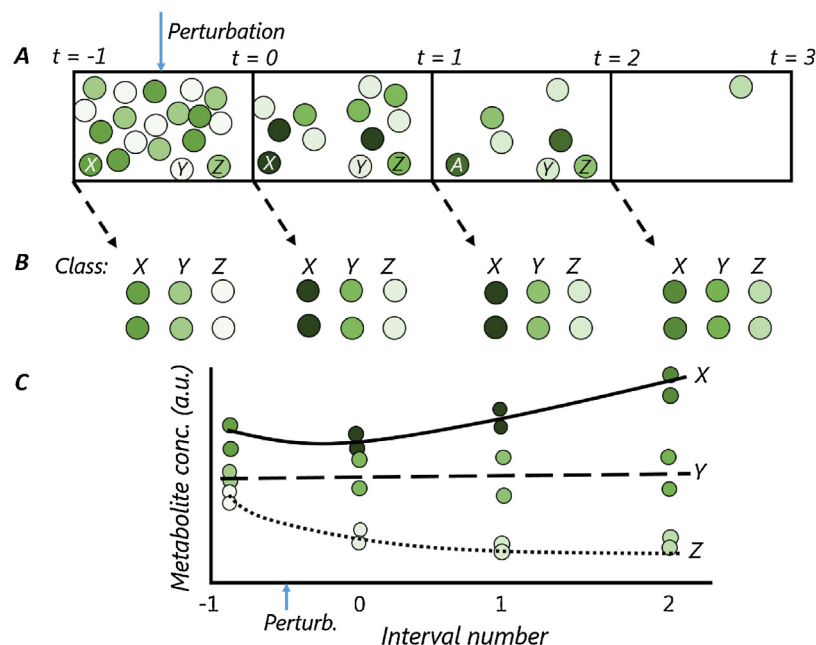 Perturbation
A t = -1 t = 0 t = 1 t = 2 t = 3
X Y Z X Y Z A Y Z
B Class: X Y Z X Y Z X Y Z X Y Z
C
Metabolite conc. (a.u.)
X
Y
Z
-1 0 1 2
Perturb.
Interval number